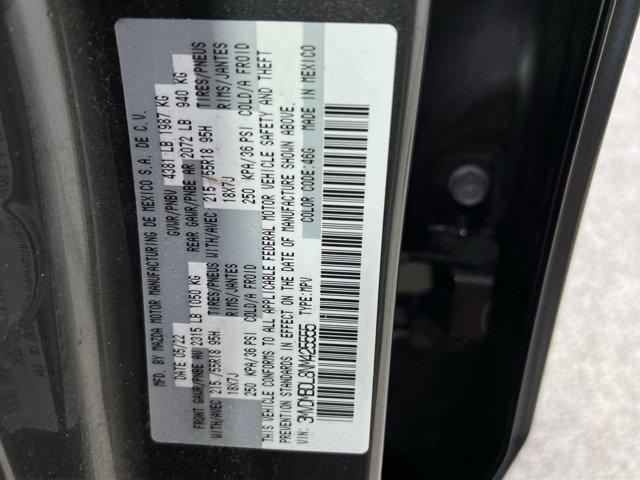 MFD. BY MAZDA MOTOR MANUFACTURING DE MEXICO S.A. DE C.V.
DATE 05/22 GVWR/PNBV 4381 LB 1987 KG
FRONT GAWR/PNBE AV 2315 LB 1050 KG REAR GAWR/PNBE AR 2072 LB 940 KG
WITH/AVEC 215/55R18 95H TIRES/PNEUS WITH/AVEC 215/55R18 95H TIRES/PNEUS
18X7J RIMS/JANTES 18X7J RIMS/JANTES
250 KPA/36 PSI COLD/A FROID 250 KPA/36 PSI COLD/A FROID
THIS VEHICLE CONFORMS TO ALL APPLICABLE FEDERAL MOTOR VEHICLE SAFETY AND THEFT
PREVENTION STANDARDS IN EFFECT ON THE DATE OF MANUFACTURE SHOWN ABOVE.
VIN: 3MVDMBDL8NM425555 TYPE:MPV COLOR CODE:46G MADE IN MEXICO